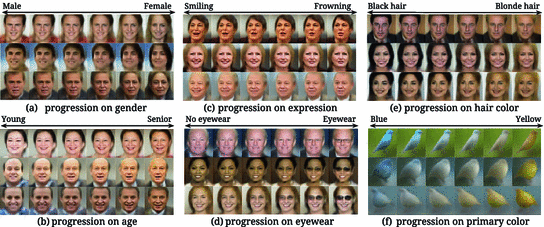 Male Female
(a) progression on gender
Smiling Frowning
(c) progression on expression
Black hair Blonde hair
(e) progression on hair color
Young Senior
(b) progression on age
No eyewear Eyewear
(d) progression on eyewear
Blue Yellow
(f) progression on primary color